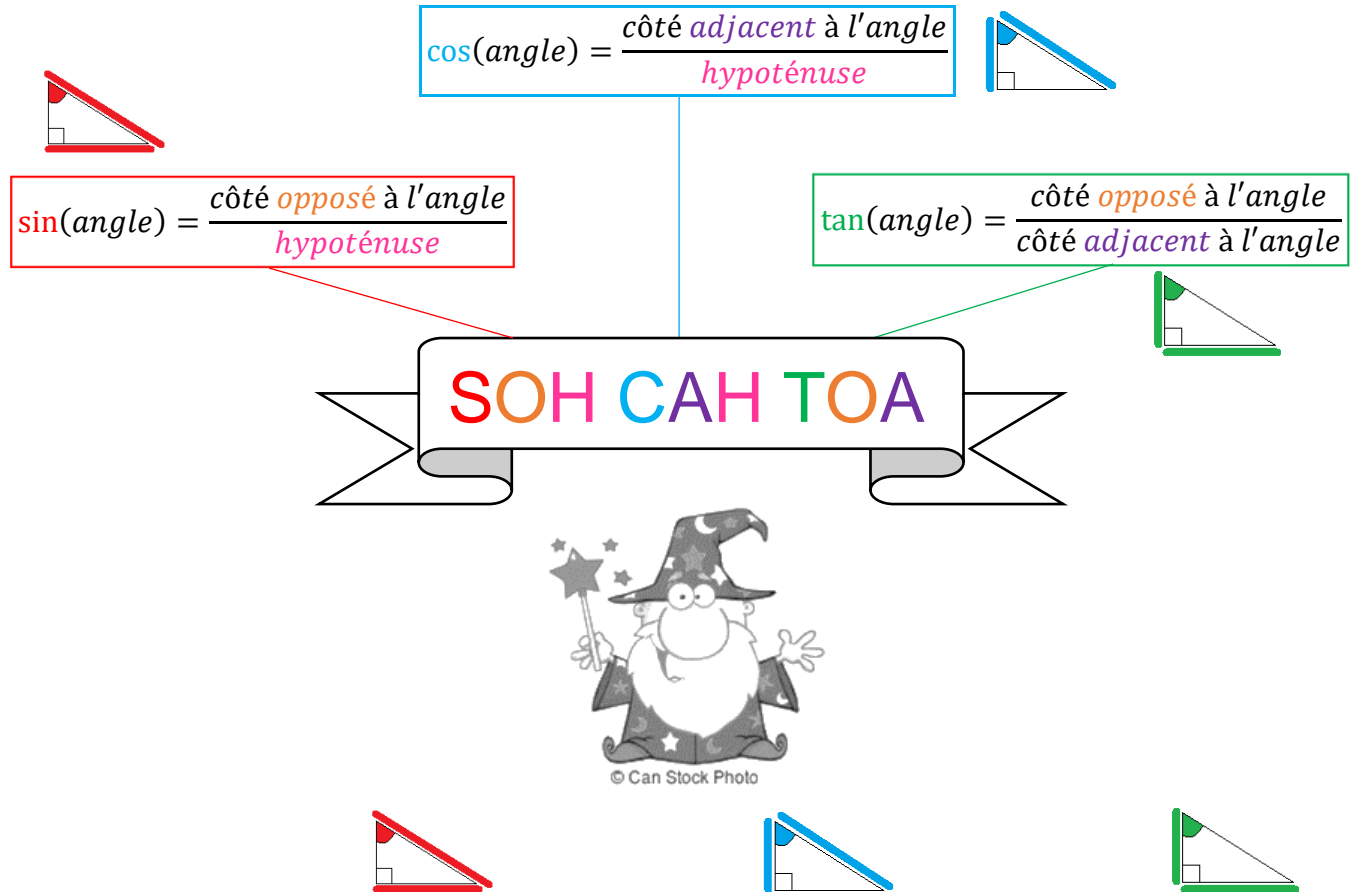 cos(angle) = côté adjacent à l'angle / hypoténuse
sin(angle) = côté opposé à l'angle / hypoténuse
tan(angle) = côté opposé à l'angle / côté adjacent à l'angle
SOH CAH TOA
© Can Stock Photo